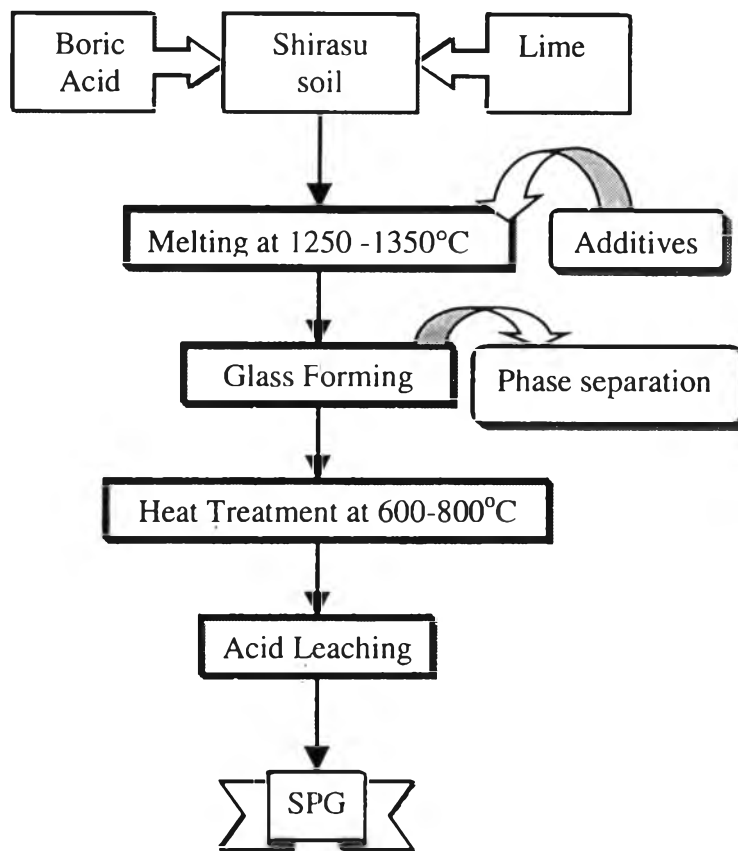 Boric
Acid
Shirasu
soil
Lime
Melting at 1250 -1350°C
Additives
Glass Forming
Phase separation
Heat Treatment at 600-800°C
Acid Leaching
SPG